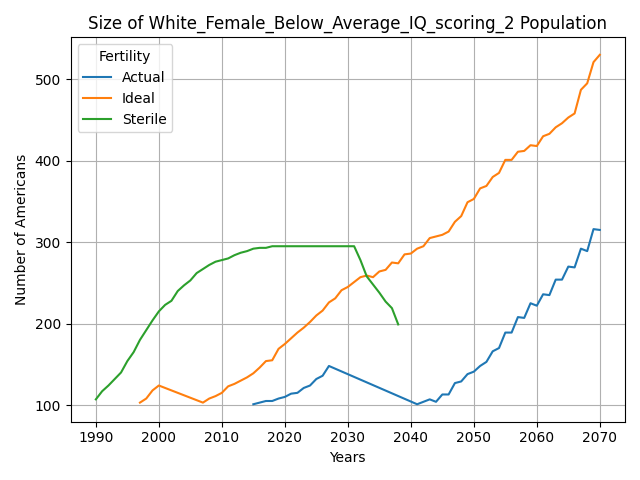 Size of White_Female_Below_Average_IQ_scoring_2 Population
Fertility
Actual
Ideal
Sterile
Number of Americans
500
400
300
200
100
1990 2000 2010 2020 2030 2040 2050 2060 2070
Years